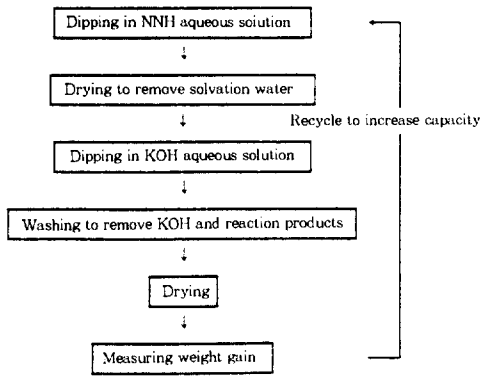 Dipping in NNH aqueous solution
Drying to remove solvation water
Recycle to increase capacity
Dipping in KOH aqueous solution
Washing to remove KOH and reaction products
Drying
Measuring weight gain